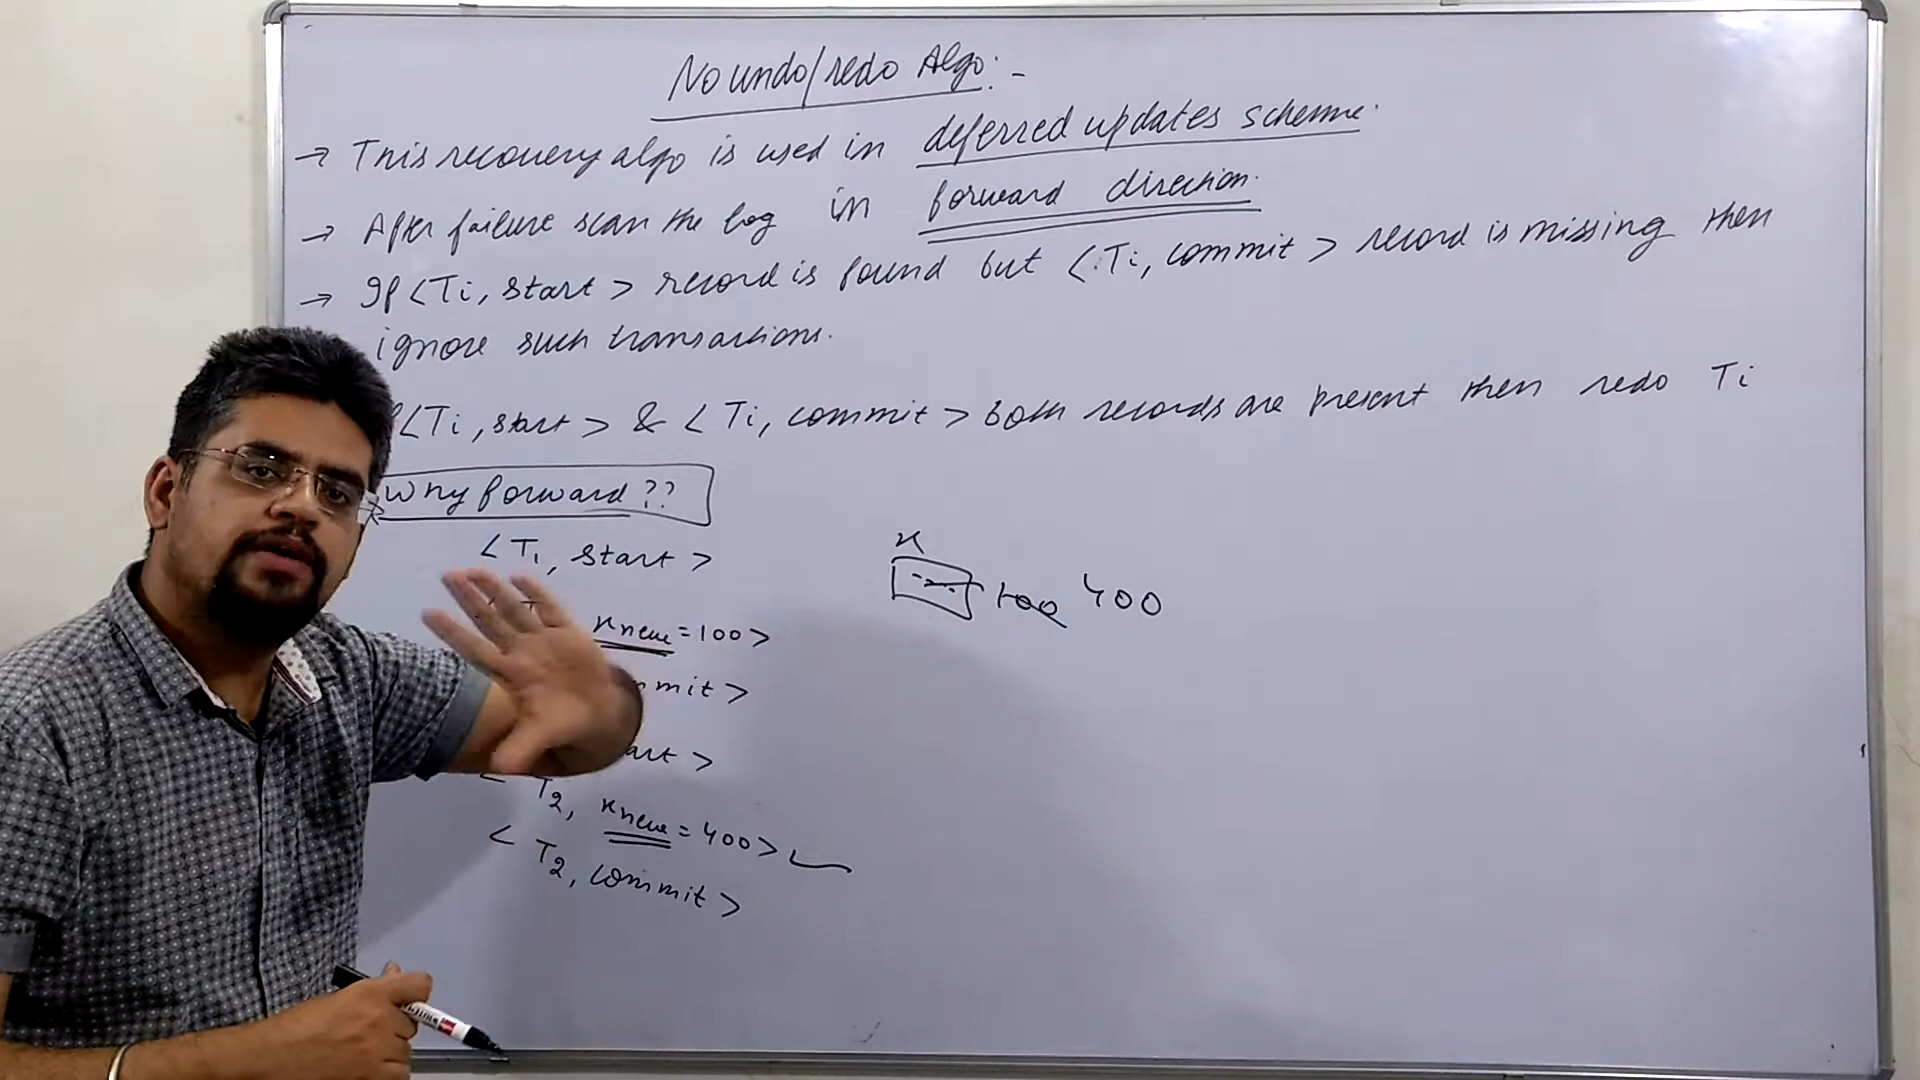 No undo/redo Algo:-
→ This recovery algo is used in deferred updates scheme.
→ After failure scan the log in forward direction.
→ If <Ti, start> record is found but <Ti, commit> record is missing then
ignore such transactions.
<Ti, start> & <Ti, commit> both records are present then redo Ti
Why forward??
<T1, start>
x
100 400
xnew = 100>
mit>
art>
<T2, xnew = 400>
<T2, commit>